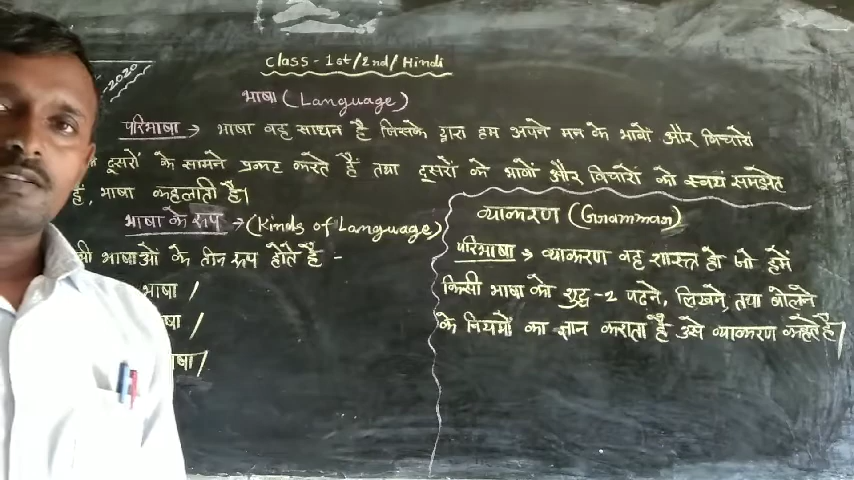 -2020
Class - 1st/2nd/Hindi
भाषा (Language)
परिभाषा → भाषा वह साधन है जिसके द्वारा हम अपने मन के भावों और विचारों
दूसरों के सामने प्रकट करते हैं तथा दूसरों के भावों और विचारों को स्वयं समझते
हैं, भाषा कहलाती है।
भाषा के रूप → (Kinds of Language)
भाषाओं के तीन रूप होते हैं -
भाषा /
षा /
भाषा /
व्याकरण (Grammar)
परिभाषा → व्याकरण वह शास्त्र हो जो हमें
किसी भाषा को शुद्ध-2 पढ़ने, लिखने, तथा बोलने
के नियमों का ज्ञान कराता है उसे व्याकरण कहते है।